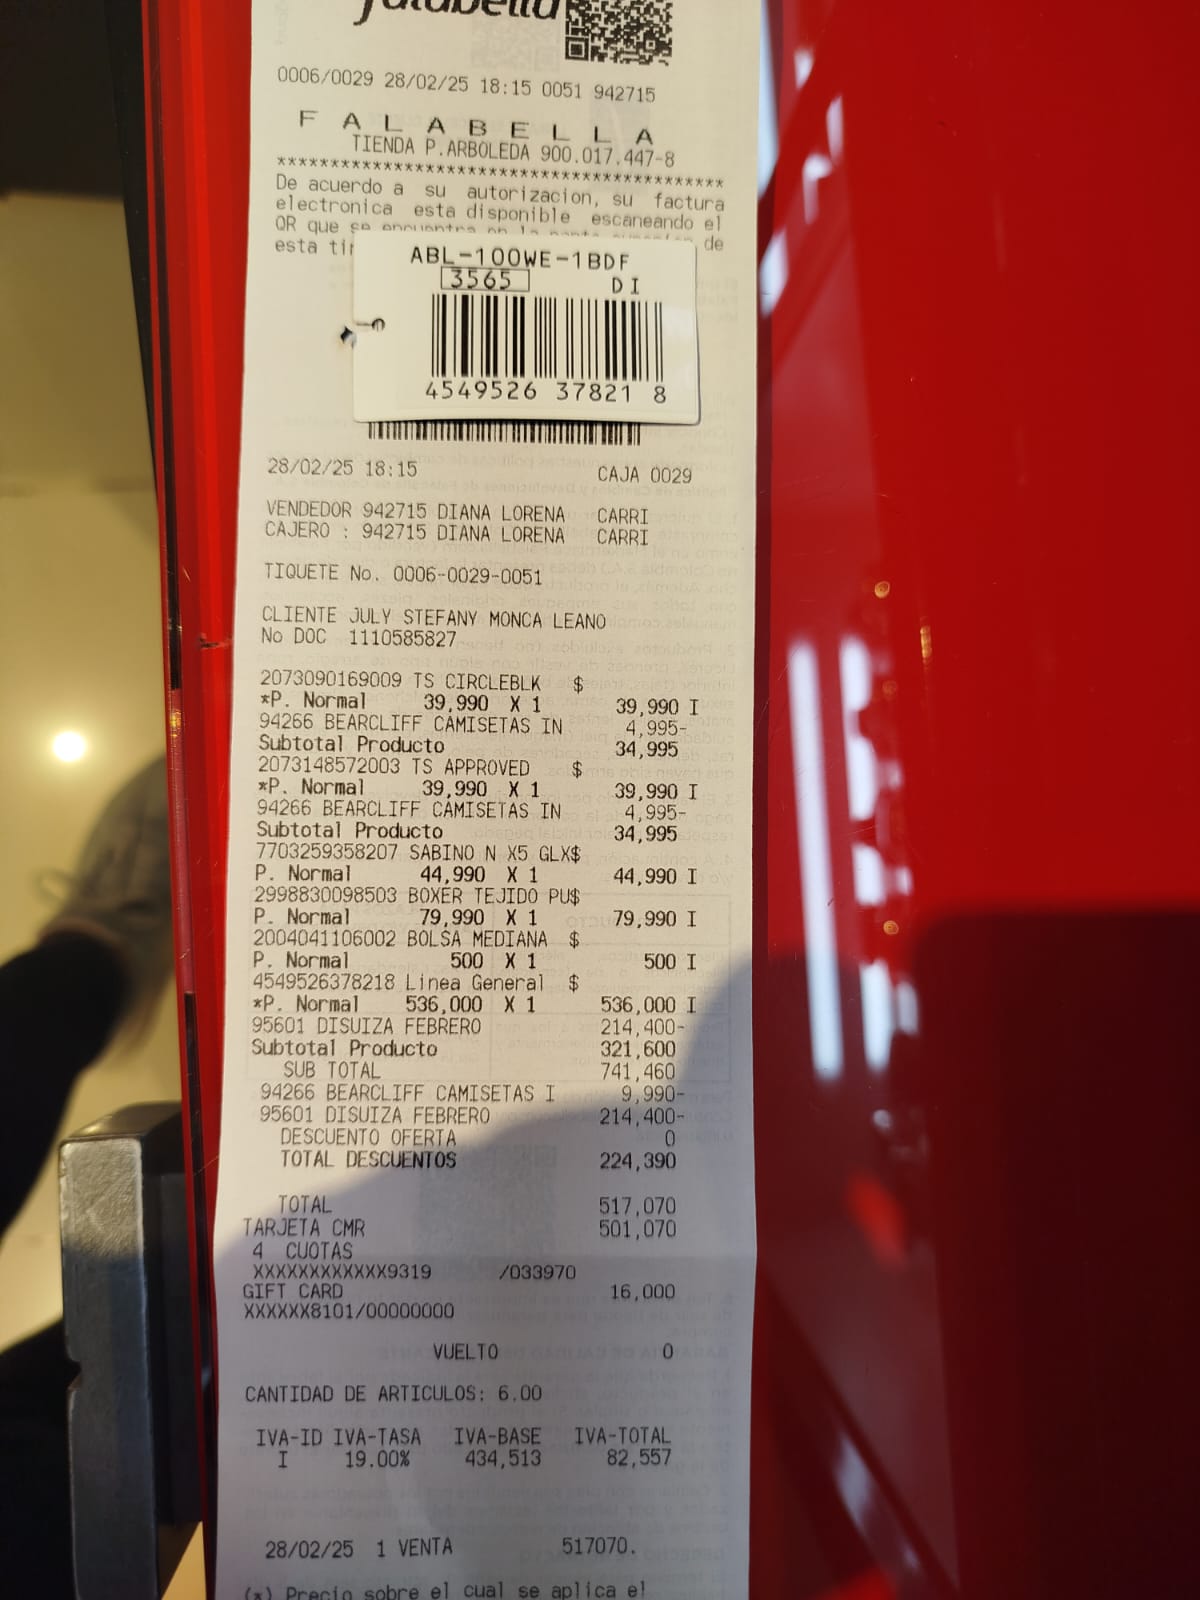 falabella
0006/0029 28/02/25 18:15 0051 942715
F A L A B E L L A
TIENDA P.ARBOLEDA 900.017.447-8
******************************************
De acuerdo a su autorizacion, su factura
electronica esta disponible escaneando el
QR que se encuentra en la parte superior de
esta
ABL-100WE-1BDF
3565 DI
4549526 37821 8
28/02/25 18:15 CAJA 0029
VENDEDOR 942715 DIANA LORENA CARRI
CAJERO : 942715 DIANA LORENA CARRI
TIQUETE No. 0006-0029-0051
CLIENTE JULY STEFANY MONCA LEANO
No DOC 1110585827
2073090169009 TS CIRCLEBLK $
*P. Normal 39,990 X 1 39,990 I
94266 BEARCLIFF CAMISETAS IN 4,995-
Subtotal Producto 34,995
2073148572003 TS APPROVED $
*P. Normal 39,990 X 1 39,990 I
94266 BEARCLIFF CAMISETAS IN 4,995-
Subtotal Producto 34,995
7703259358207 SABINO N X5 GLX$
P. Normal 44,990 X 1 44,990 I
2998830098503 BOXER TEJIDO PU$
P. Normal 79,990 X 1 79,990 I
2004041106002 BOLSA MEDIANA $
P. Normal 500 X 1 500 I
4549526378218 Linea General $
*P. Normal 536,000 X 1 536,000 I
95601 DISUIZA FEBRERO 214,400-
Subtotal Producto 321,600
SUB TOTAL 741,460
94266 BEARCLIFF CAMISETAS I 9,990-
95601 DISUIZA FEBRERO 214,400-
DESCUENTO OFERTA 0
TOTAL DESCUENTOS 224,390
TOTAL 517,070
TARJETA CMR 501,070
4 CUOTAS
XXXXXXXXXXXX9319 /033970
GIFT CARD 16,000
XXXXXX8101/00000000
VUELTO 0
CANTIDAD DE ARTICULOS: 6.00
IVA-ID IVA-TASA IVA-BASE IVA-TOTAL
I 19.00% 434,513 82,557
28/02/25 1 VENTA 517070.
(*) Precio sobre el cual se aplica el